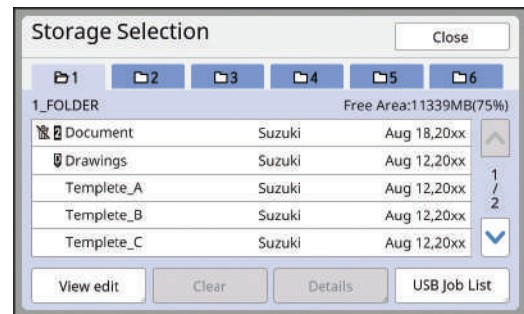 Storage Selection Close
1 2 3 4 5 6
1_FOLDER Free Area:11339MB(75%)
2 Document Suzuki Aug 18,20xx
Drawings Suzuki Aug 12,20xx
Templete_A Suzuki Aug 12,20xx
Templete_B Suzuki Aug 12,20xx
Templete_C Suzuki Aug 12,20xx
1
/
2
View edit Clear Details USB Job List